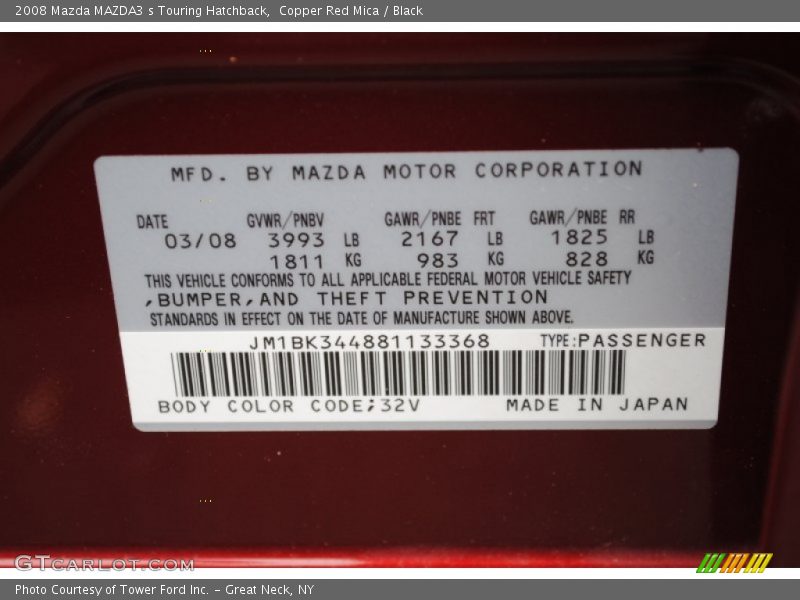 2008 Mazda MAZDA3 s Touring Hatchback,  Copper Red Mica / Black
MFD. BY MAZDA MOTOR CORPORATION
DATE GVWR/PNBV GAWR/PNBE FRT GAWR/PNBE RR
03/08 3993 LB 2167 LB 1825 LB
1811 KG 983 KG 828 KG
THIS VEHICLE CONFORMS TO ALL APPLICABLE FEDERAL MOTOR VEHICLE SAFETY
,BUMPER,AND THEFT PREVENTION
STANDARDS IN EFFECT ON THE DATE OF MANUFACTURE SHOWN ABOVE.
JM1BK344881133368 TYPE:PASSENGER
BODY COLOR CODE;32V MADE IN JAPAN
GTcarlot.com
Photo Courtesy of Tower Ford Inc. – Great Neck, NY